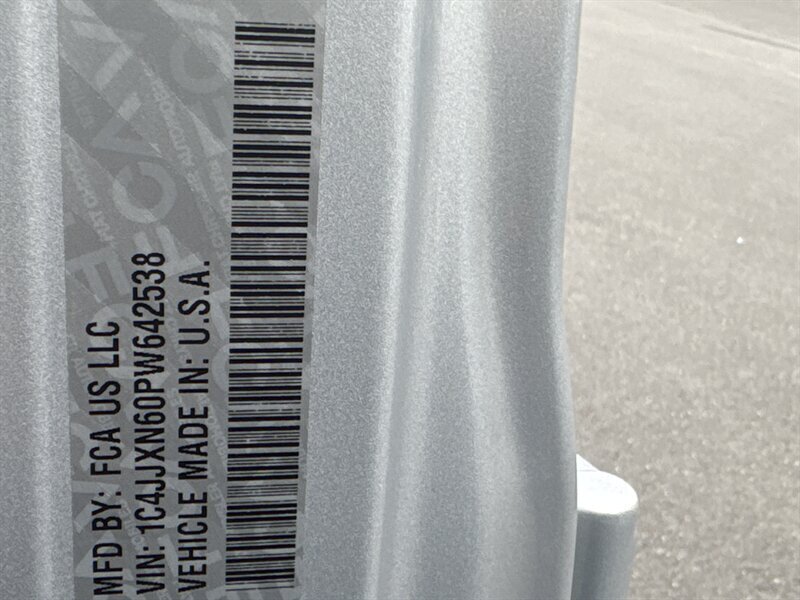 MFD BY: FCA US LLC
VIN: 1C4JJXN60PW642538
VEHICLE MADE IN: U.S.A.